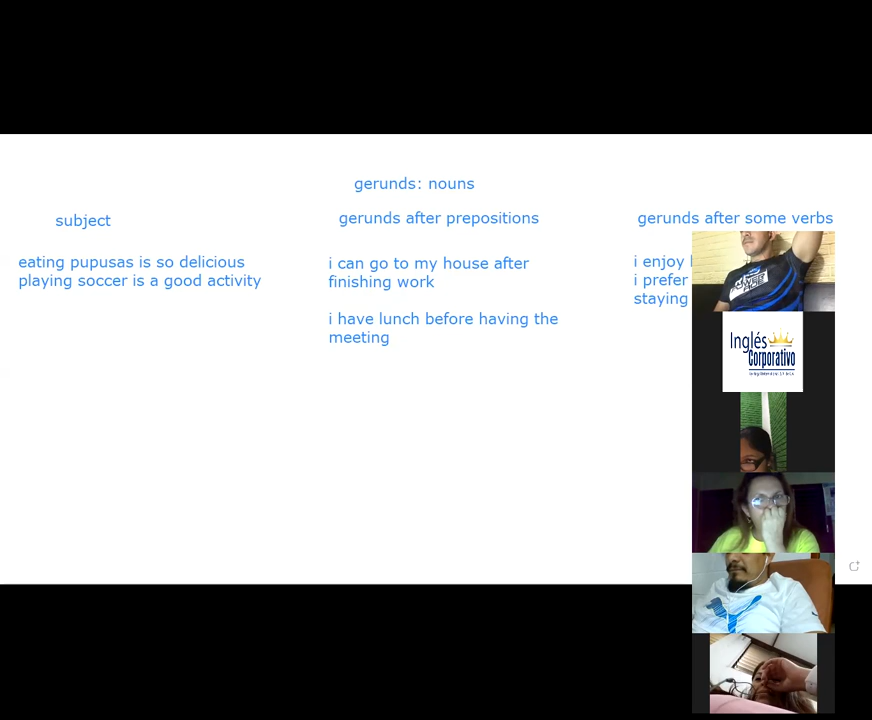 gerunds: nouns
subject
gerunds after prepositions
gerunds after some verbs
eating pupusas is so delicious
playing soccer is a good activity
i can go to my house after
finishing work
i have lunch before having the
meeting
i enjoy
i prefer
staying
Inglés
Corporativo